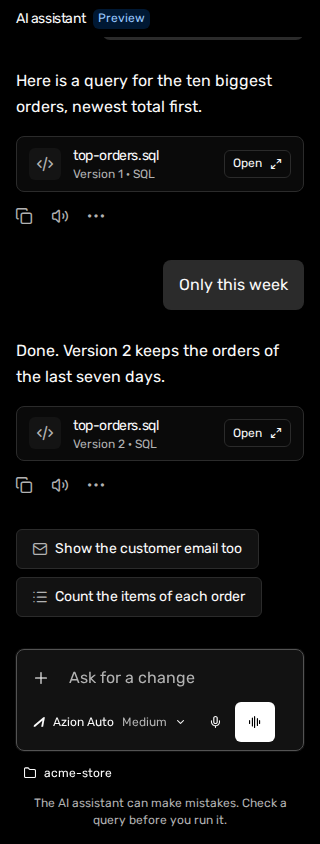 AI assistant Preview
Here is a query for the ten biggest
orders, newest total first.
top-orders.sql
Version 1 • SQL
Open
Only this week
Done. Version 2 keeps the orders of
the last seven days.
top-orders.sql
Version 2 • SQL
Open
Show the customer email too
Count the items of each order
Ask for a change
Azion Auto Medium
acme-store
The AI assistant can make mistakes. Check a
query before you run it.